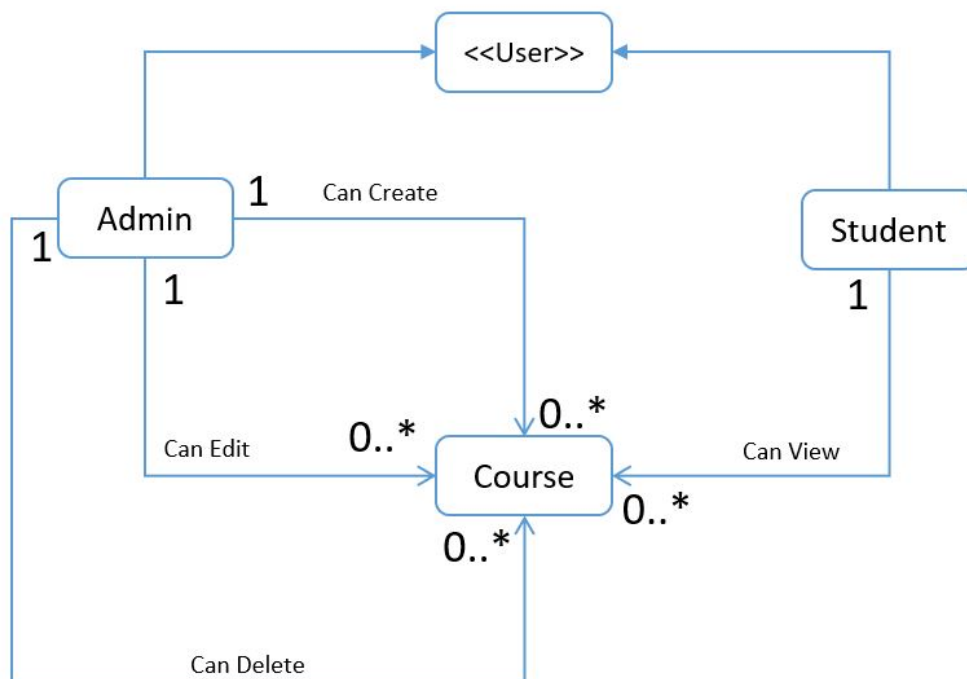 <<User>>
Admin
1
Can Create
1
1
Student
1
Can Edit
0..*
0..*
Can View
Course
0..*
0..*
Can Delete